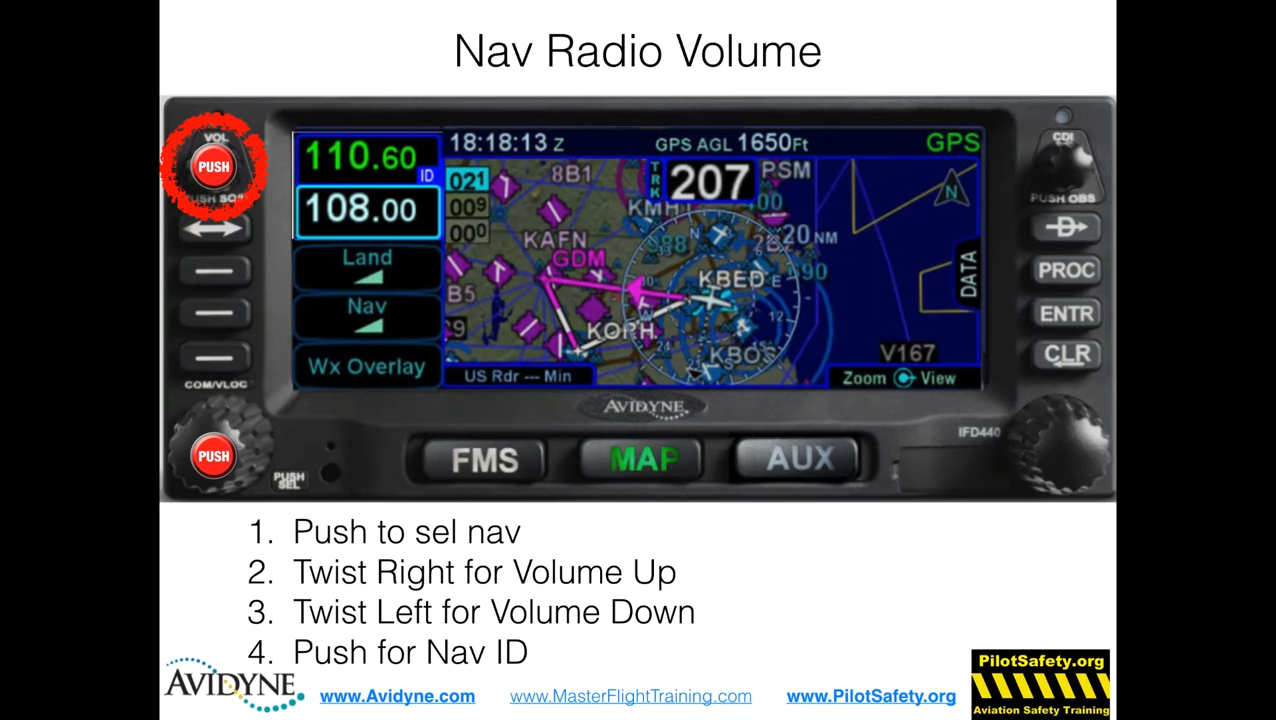 Nav Radio Volume
VOL
PUSH
PUSH SQ
COM/VLOC
PUSH
PUSH
SEL
110.60
ID
108.00
Land
Nav
Wx Overlay
18:18:13 Z
GPS AGL 1650Ft
GPS
021
009
000
8B1
TRK
207
PSM
KAFN
GDM
B5
KOPH
KBED
KBOS
N
E
12
W
24
20 NM
N
DATA
V167
US Rdr --- Min
Zoom View
AVIDYNE
FMS
MAP
AUX
CDI
PUSH OBS
D
PROC
ENTR
CLR
IFD440
1. Push to sel nav
2. Twist Right for Volume Up
3. Twist Left for Volume Down
4. Push for Nav ID
AVIDYNE.
www.Avidyne.com
www.MasterFlightTraining.com
www.PilotSafety.org
PilotSafety.org
Aviation Safety Training